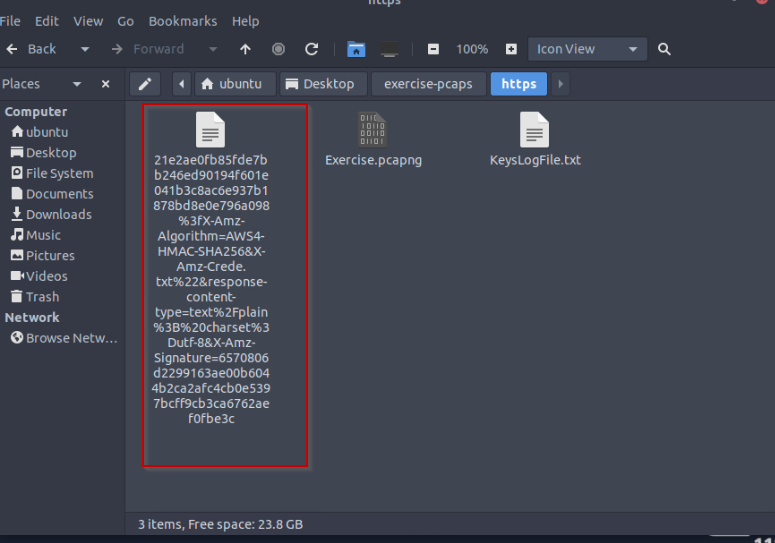 https
File Edit View Go Bookmarks Help
Back Forward 100% Icon View
Places ubuntu Desktop exercise-pcaps https
Computer
ubuntu
Desktop
File System
Documents
Downloads
Music
Pictures
Videos
Trash
Network
Browse Netw...
21e2ae0fb85fde7b
b246ed90194f601e
041b3c8ac6e937b1
878bd8e0e796a098
%3fX-Amz-
Algorithm=AWS4-
HMAC-SHA256&X-
Amz-Crede.
txt%22&response-
content-
type=text%2Fplain
%3B%20charset%3
Dutf-8&X-Amz-
Signature=6570806
d2299163ae00b604
4b2ca2afc4cb0e539
7bcff9cb3ca6762ae
f0fbe3c
Exercise.pcapng
KeysLogFile.txt
3 items, Free space: 23.8 GB